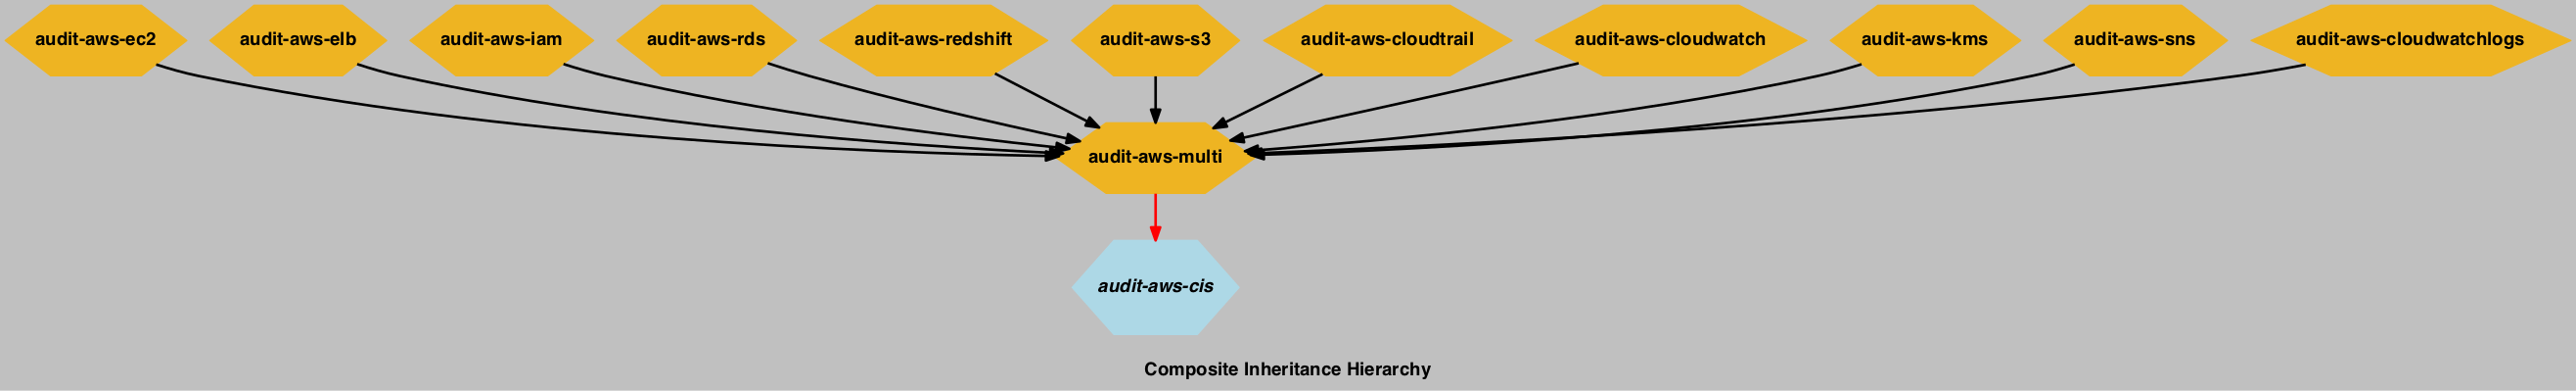 audit-aws-ec2
audit-aws-elb
audit-aws-iam
audit-aws-rds
audit-aws-redshift
audit-aws-s3
audit-aws-cloudtrail
audit-aws-cloudwatch
audit-aws-kms
audit-aws-sns
audit-aws-cloudwatchlogs
audit-aws-multi
audit-aws-cis
Composite Inheritance Hierarchy